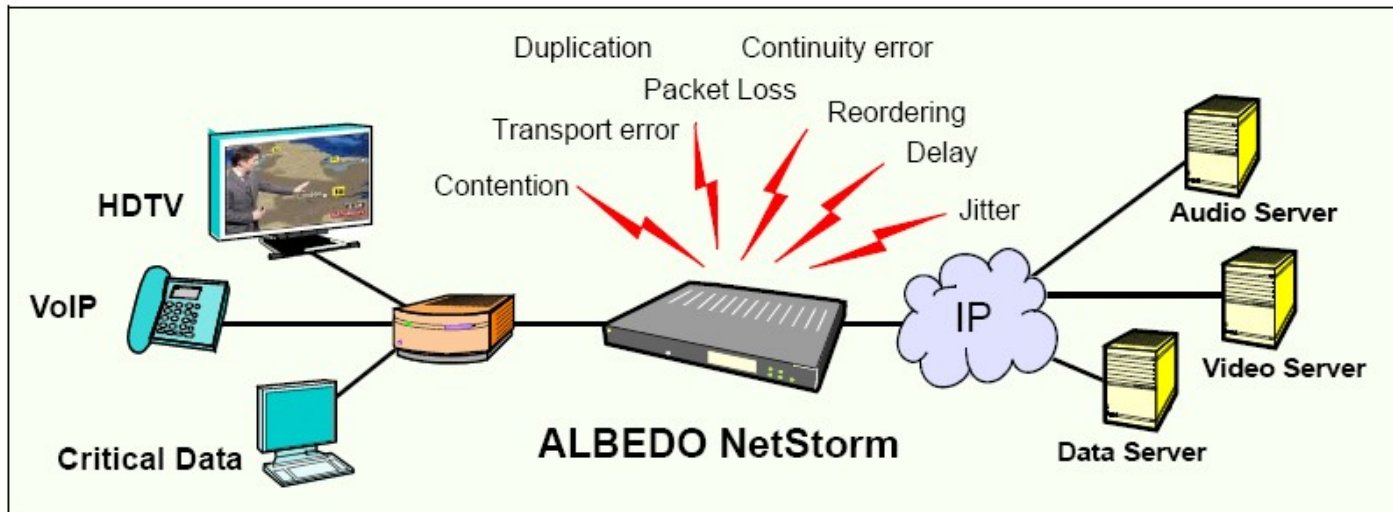 Duplication
Continuity error
Packet Loss
Transport error
Reordering
Delay
Contention
Jitter
HDTV
VoIP
Critical Data
ALBEDO NetStorm
IP
Audio Server
Video Server
Data Server